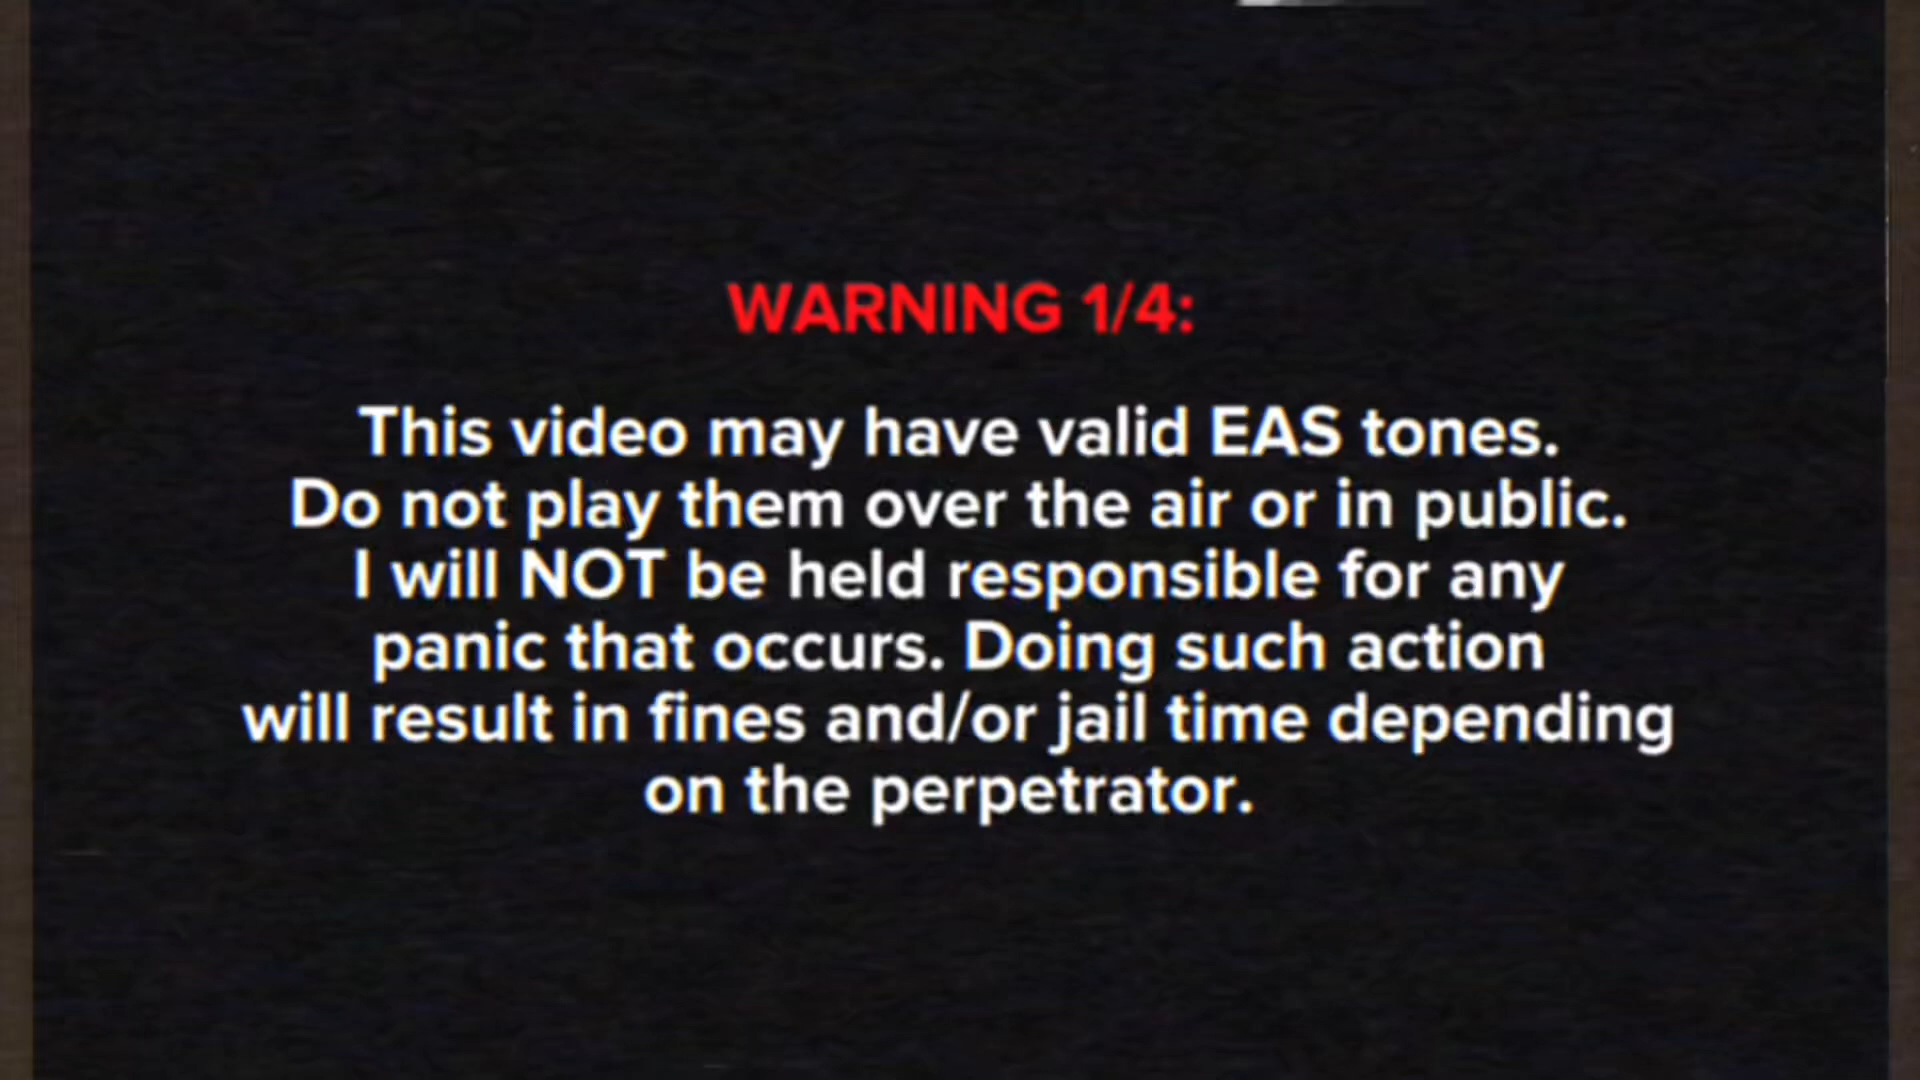 WARNING 1/4:
This video may have valid EAS tones.
Do not play them over the air or in public.
I will NOT be held responsible for any
panic that occurs. Doing such action
will result in fines and/or jail time depending
on the perpetrator.